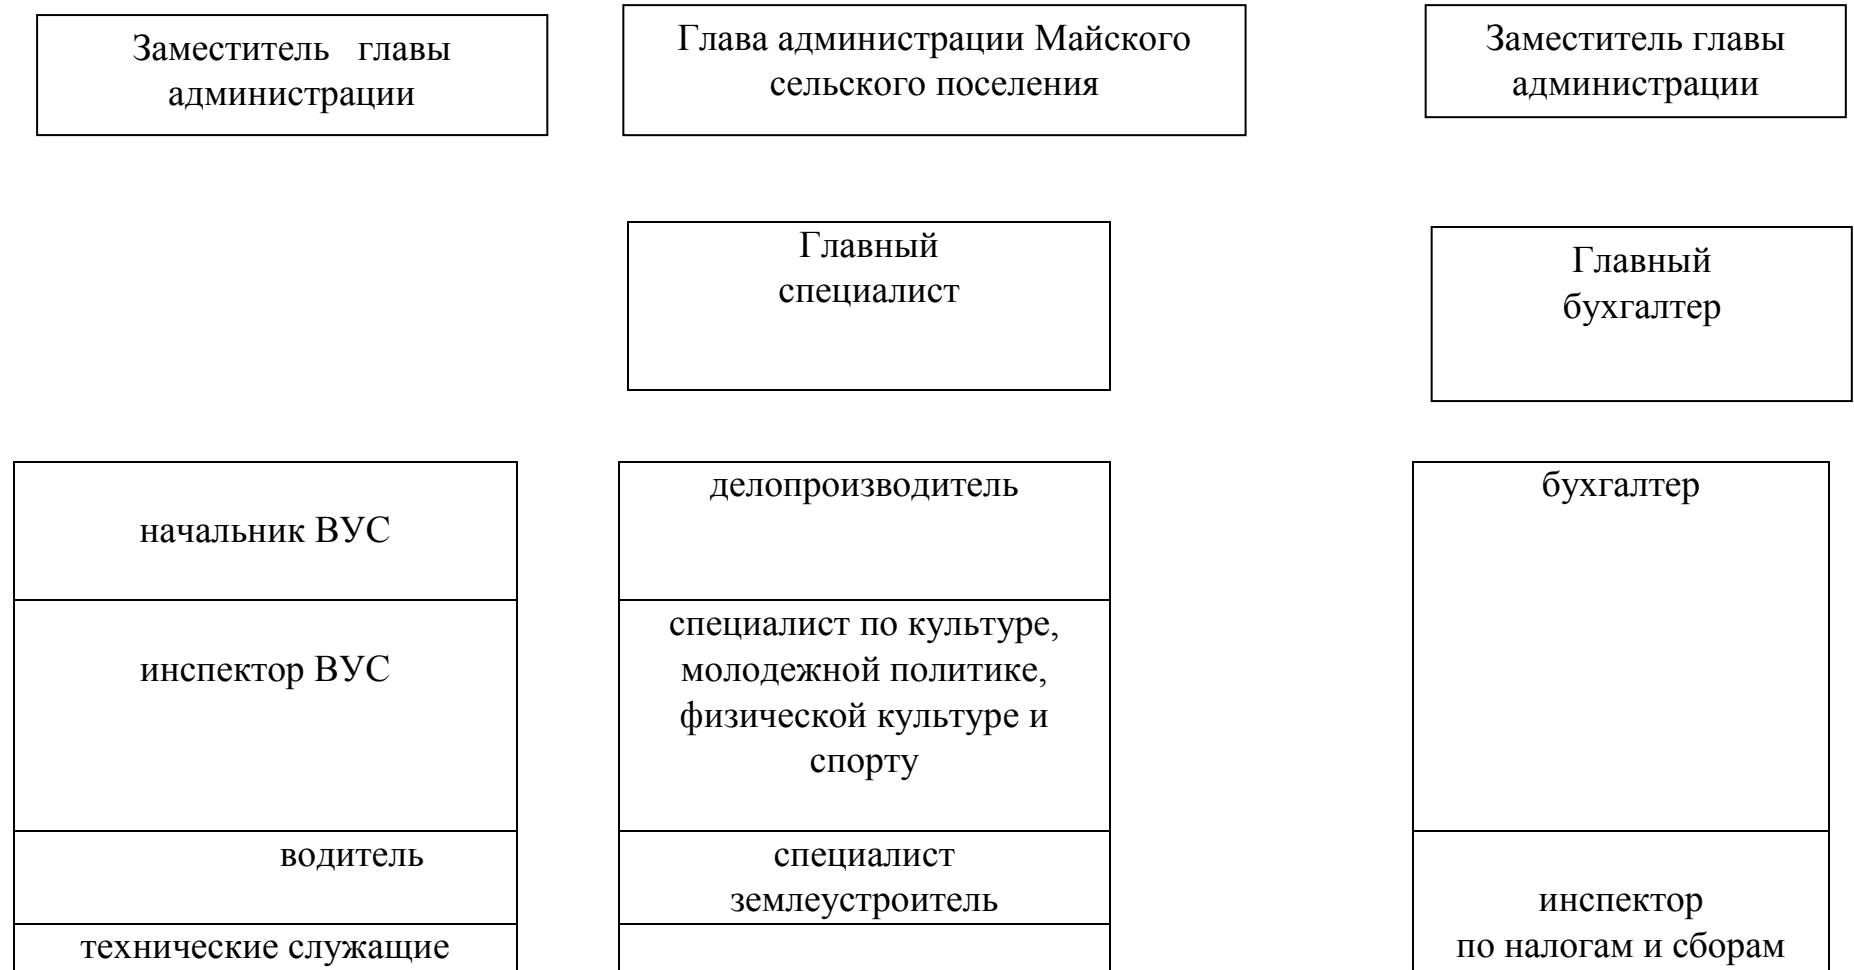 Заместитель главы
администрации
Глава администрации Майского
сельского поселения
Заместитель главы
администрации
Главный
специалист
Главный
бухгалтер
начальник ВУС
инспектор ВУС
водитель
технические служащие
делопроизводитель
специалист по культуре,
молодежной политике,
физической культуре и
спорту
специалист
землеустроитель
бухгалтер
инспектор
по налогам и сборам